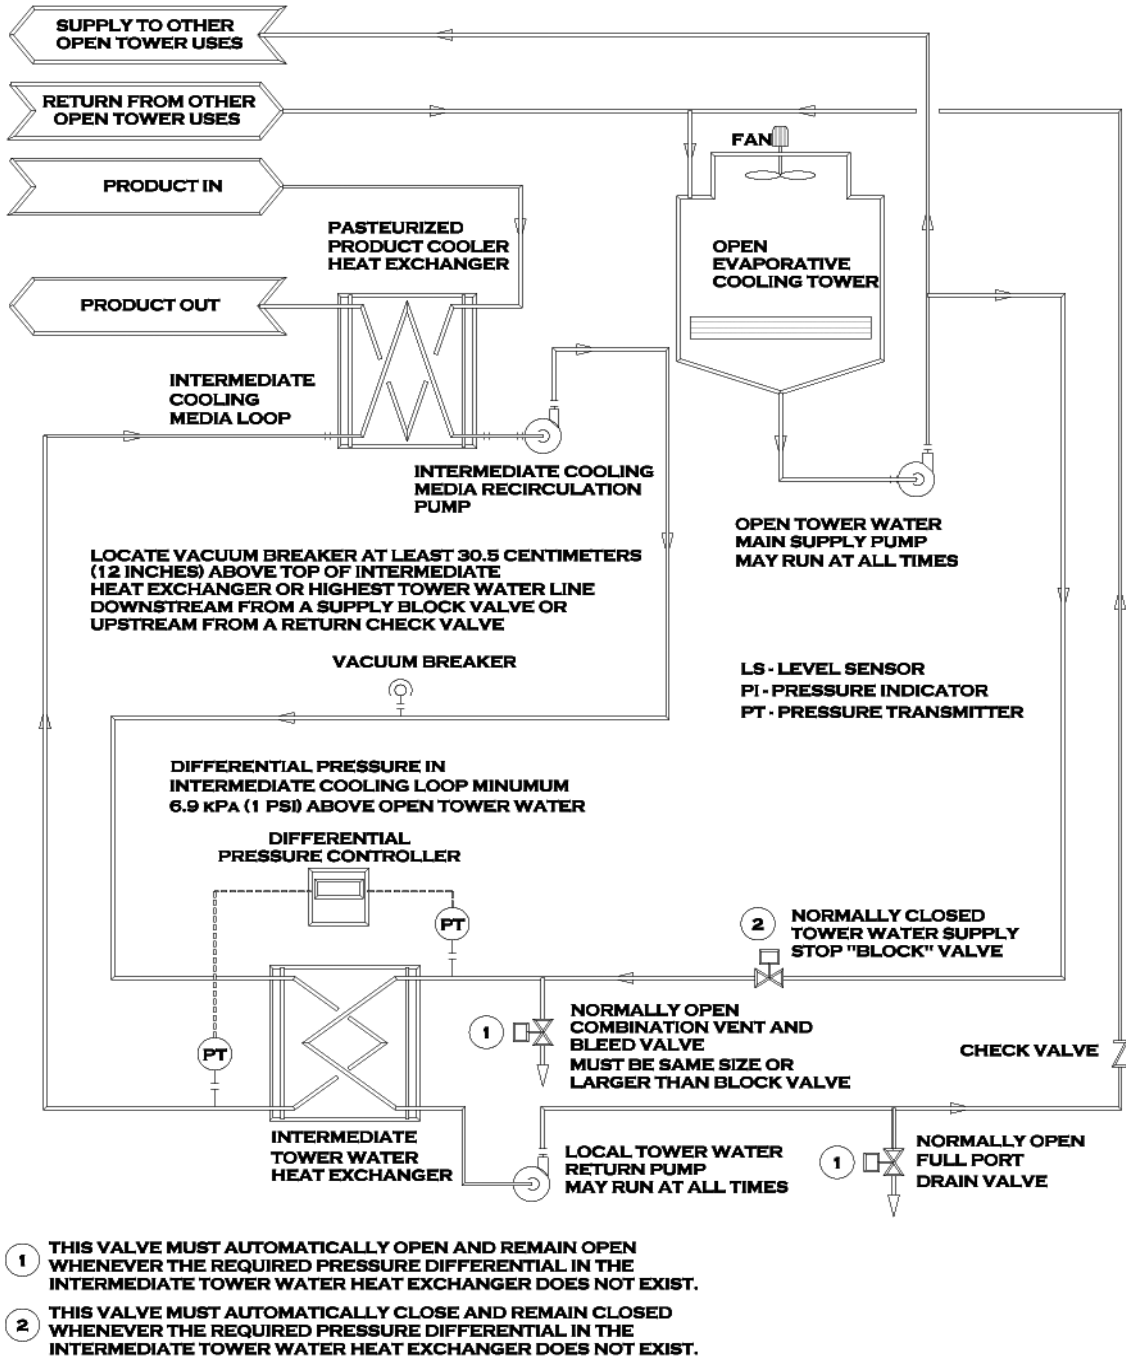 SUPPLY TO OTHER
OPEN TOWER USES
RETURN FROM OTHER
OPEN TOWER USES
FAN
PRODUCT IN
PASTEURIZED
PRODUCT COOLER
HEAT EXCHANGER
OPEN
EVAPORATIVE
COOLING TOWER
PRODUCT OUT
INTERMEDIATE
COOLING
MEDIA LOOP
INTERMEDIATE COOLING
MEDIA RECIRCULATION
PUMP
OPEN TOWER WATER
MAIN SUPPLY PUMP
MAY RUN AT ALL TIMES
LOCATE VACUUM BREAKER AT LEAST 30.5 CENTIMETERS
(12 INCHES) ABOVE TOP OF INTERMEDIATE
HEAT EXCHANGER OR HIGHEST TOWER WATER LINE
DOWNSTREAM FROM A SUPPLY BLOCK VALVE OR
UPSTREAM FROM A RETURN CHECK VALVE
VACUUM BREAKER
LS - LEVEL SENSOR
PI - PRESSURE INDICATOR
PT - PRESSURE TRANSMITTER
DIFFERENTIAL PRESSURE IN
INTERMEDIATE COOLING LOOP MINUMUM
6.9 KPA (1 PSI) ABOVE OPEN TOWER WATER
DIFFERENTIAL
PRESSURE CONTROLLER
PT
2
NORMALLY CLOSED
TOWER WATER SUPPLY
STOP "BLOCK" VALVE
1
NORMALLY OPEN
COMBINATION VENT AND
BLEED VALVE
MUST BE SAME SIZE OR
LARGER THAN BLOCK VALVE
PT
CHECK VALVE
INTERMEDIATE
TOWER WATER
HEAT EXCHANGER
LOCAL TOWER WATER
RETURN PUMP
MAY RUN AT ALL TIMES
1
NORMALLY OPEN
FULL PORT
DRAIN VALVE
1
THIS VALVE MUST AUTOMATICALLY OPEN AND REMAIN OPEN
WHENEVER THE REQUIRED PRESSURE DIFFERENTIAL IN THE
INTERMEDIATE TOWER WATER HEAT EXCHANGER DOES NOT EXIST.
2
THIS VALVE MUST AUTOMATICALLY CLOSE AND REMAIN CLOSED
WHENEVER THE REQUIRED PRESSURE DIFFERENTIAL IN THE
INTERMEDIATE TOWER WATER HEAT EXCHANGER DOES NOT EXIST.